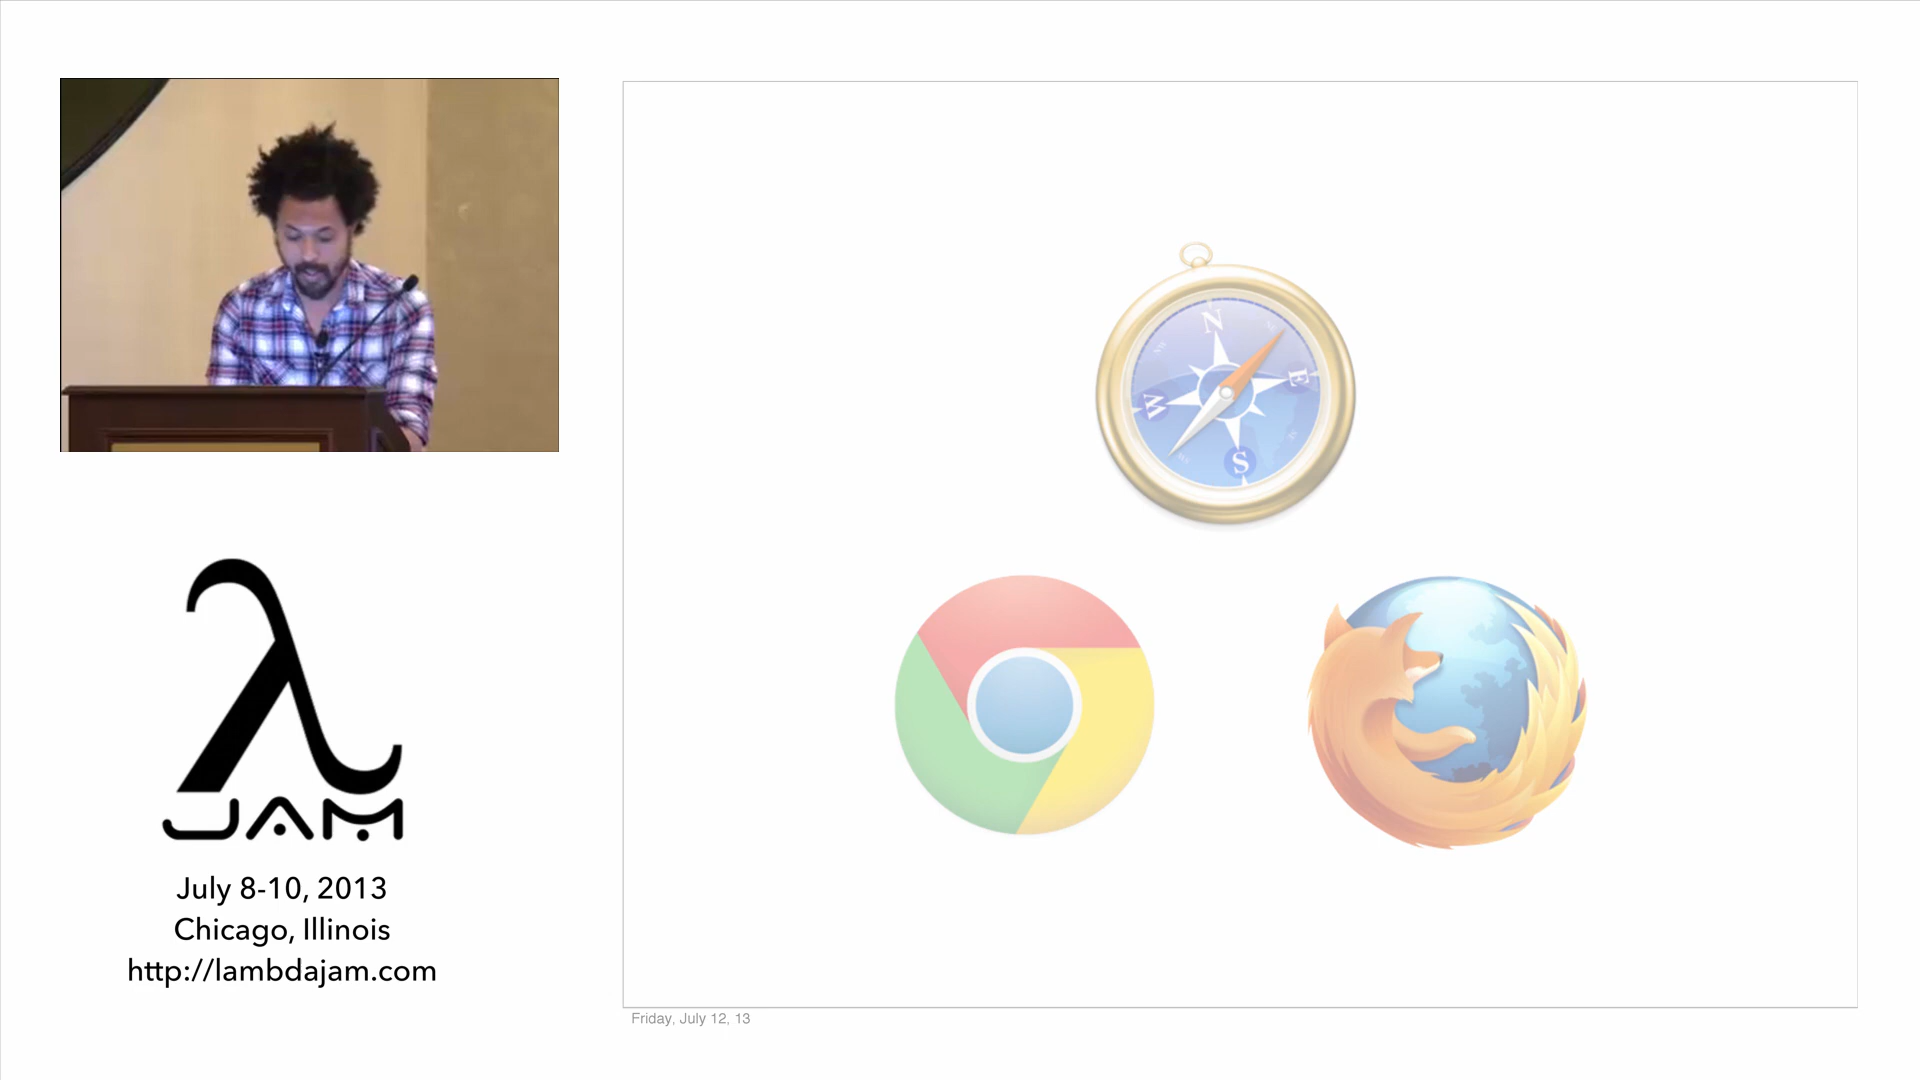 JAM
July 8-10, 2013
Chicago, Illinois
http://lambdajam.com
N
E
W
S
Friday, July 12, 13